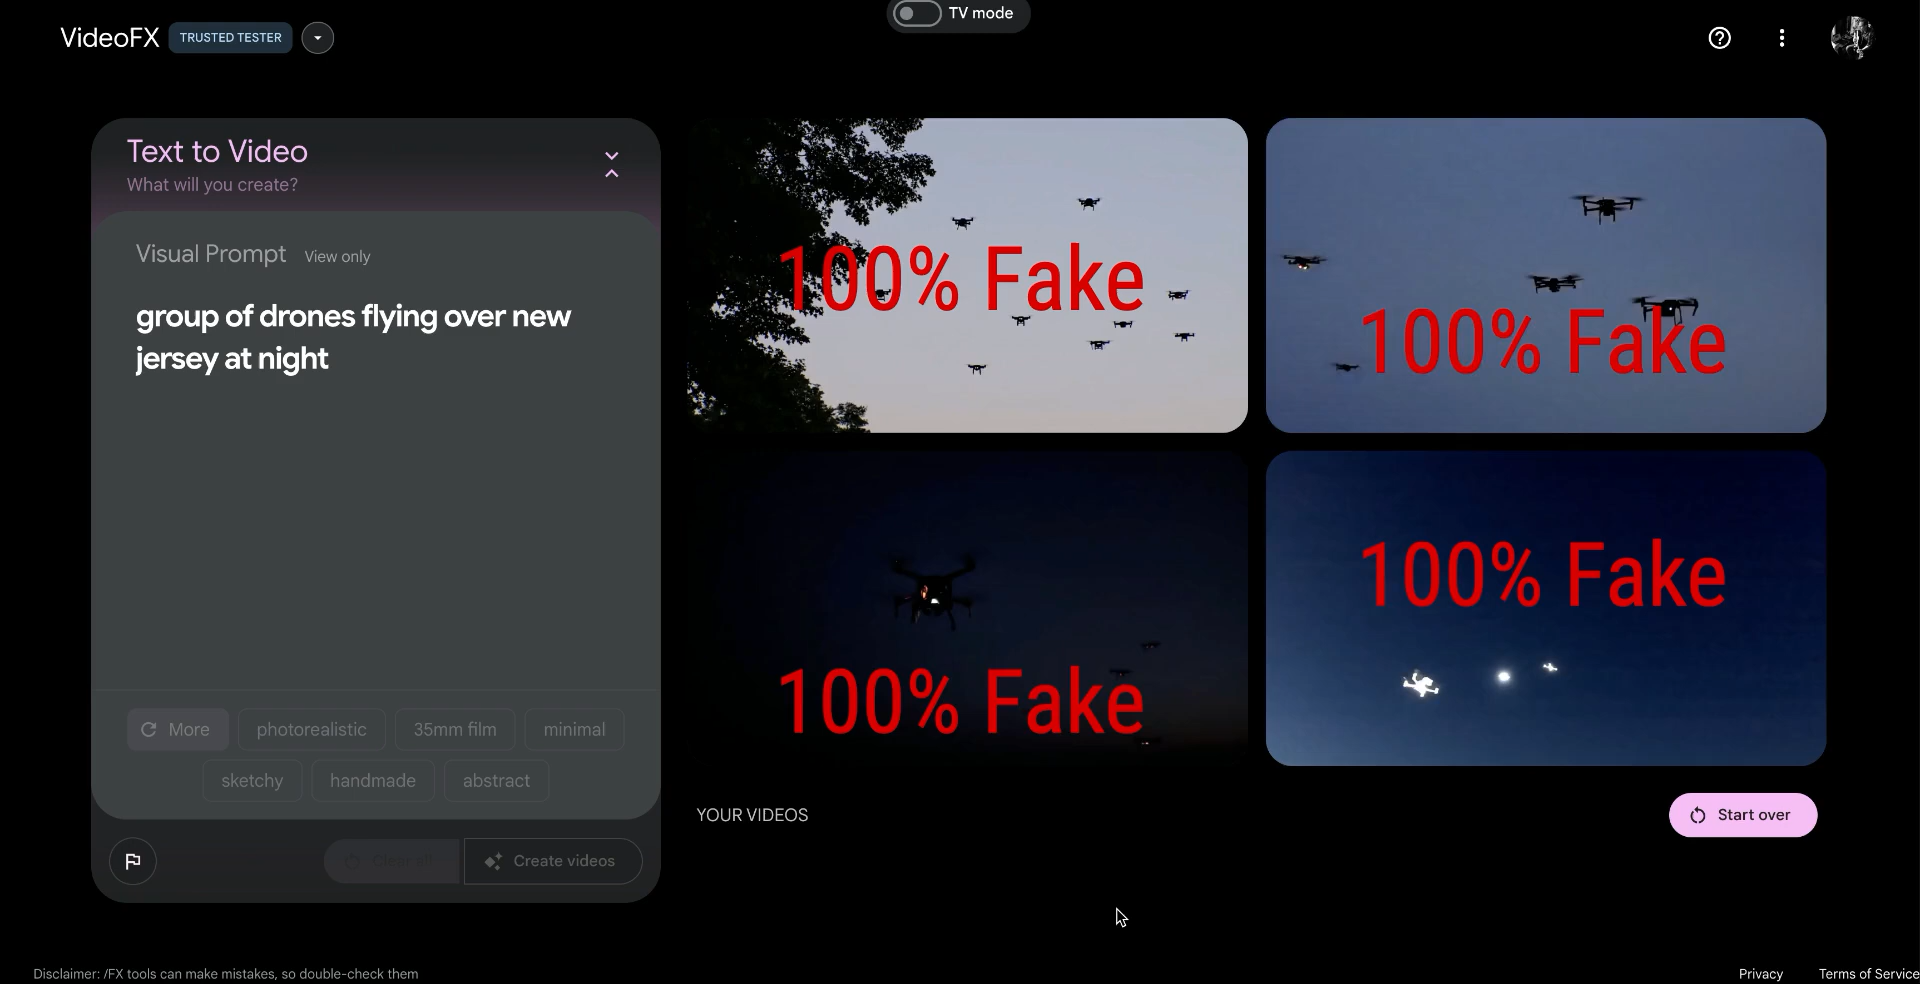 TV mode
VideoFX TRUSTED TESTER
Text to Video
What will you create?
Visual Prompt View only
group of drones flying over new
jersey at night
More photorealistic 35mm film minimal
sketchy handmade abstract
Clear all Create videos
100% Fake
100% Fake
100% Fake
100% Fake
YOUR VIDEOS
Start over
Disclaimer: /FX tools can make mistakes, so double-check them
Privacy Terms of Service